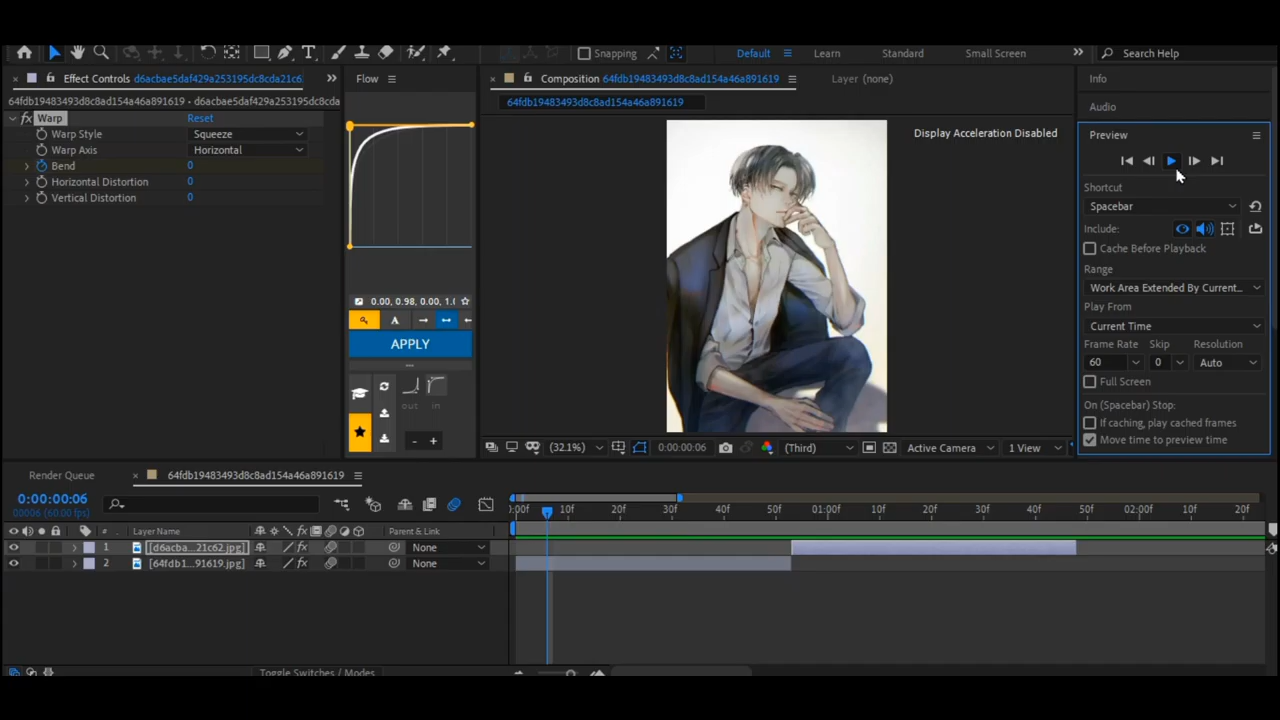 Snapping
Default
Learn
Standard
Small Screen
Search Help
Effect Controls d6acbae5daf429a253195dc8cda21c6
Flow
Composition 64fdb19483493d8c8ad154a46a891619
Layer (none)
Info
64fdb19483493d8c8ad154a46a891619 • d6acbae5daf429a253195dc8cda
64fdb19483493d8c8ad154a46a891619
Audio
fx Warp Reset
Display Acceleration Disabled
Preview
Warp Style Squeeze
Warp Axis Horizontal
Bend 0
Horizontal Distortion 0
Vertical Distortion 0
Shortcut
Spacebar
Include:
Cache Before Playback
Range
Work Area Extended By Current...
Play From
Current Time
0.00, 0.98, 0.00, 1.0
A
APPLY
Frame Rate Skip Resolution
60 0 Auto
Full Screen
out in
- +
On (Spacebar) Stop:
If caching, play cached frames
Move time to preview time
(32.1%) 0:00:00:06 (Third) Active Camera 1 View
Render Queue
64fdb19483493d8c8ad154a46a891619
0:00:00:06
00006 (60.00 fps)
0:00f 10f 20f 30f 40f 50f 01:00f 10f 20f 30f 40f 50f 02:00f 10f 20f
# Layer Name fx Parent & Link
1 [d6acba...21c62.jpg] fx None
2 [64fdb1...91619.jpg] fx None
Toggle Switches / Modes